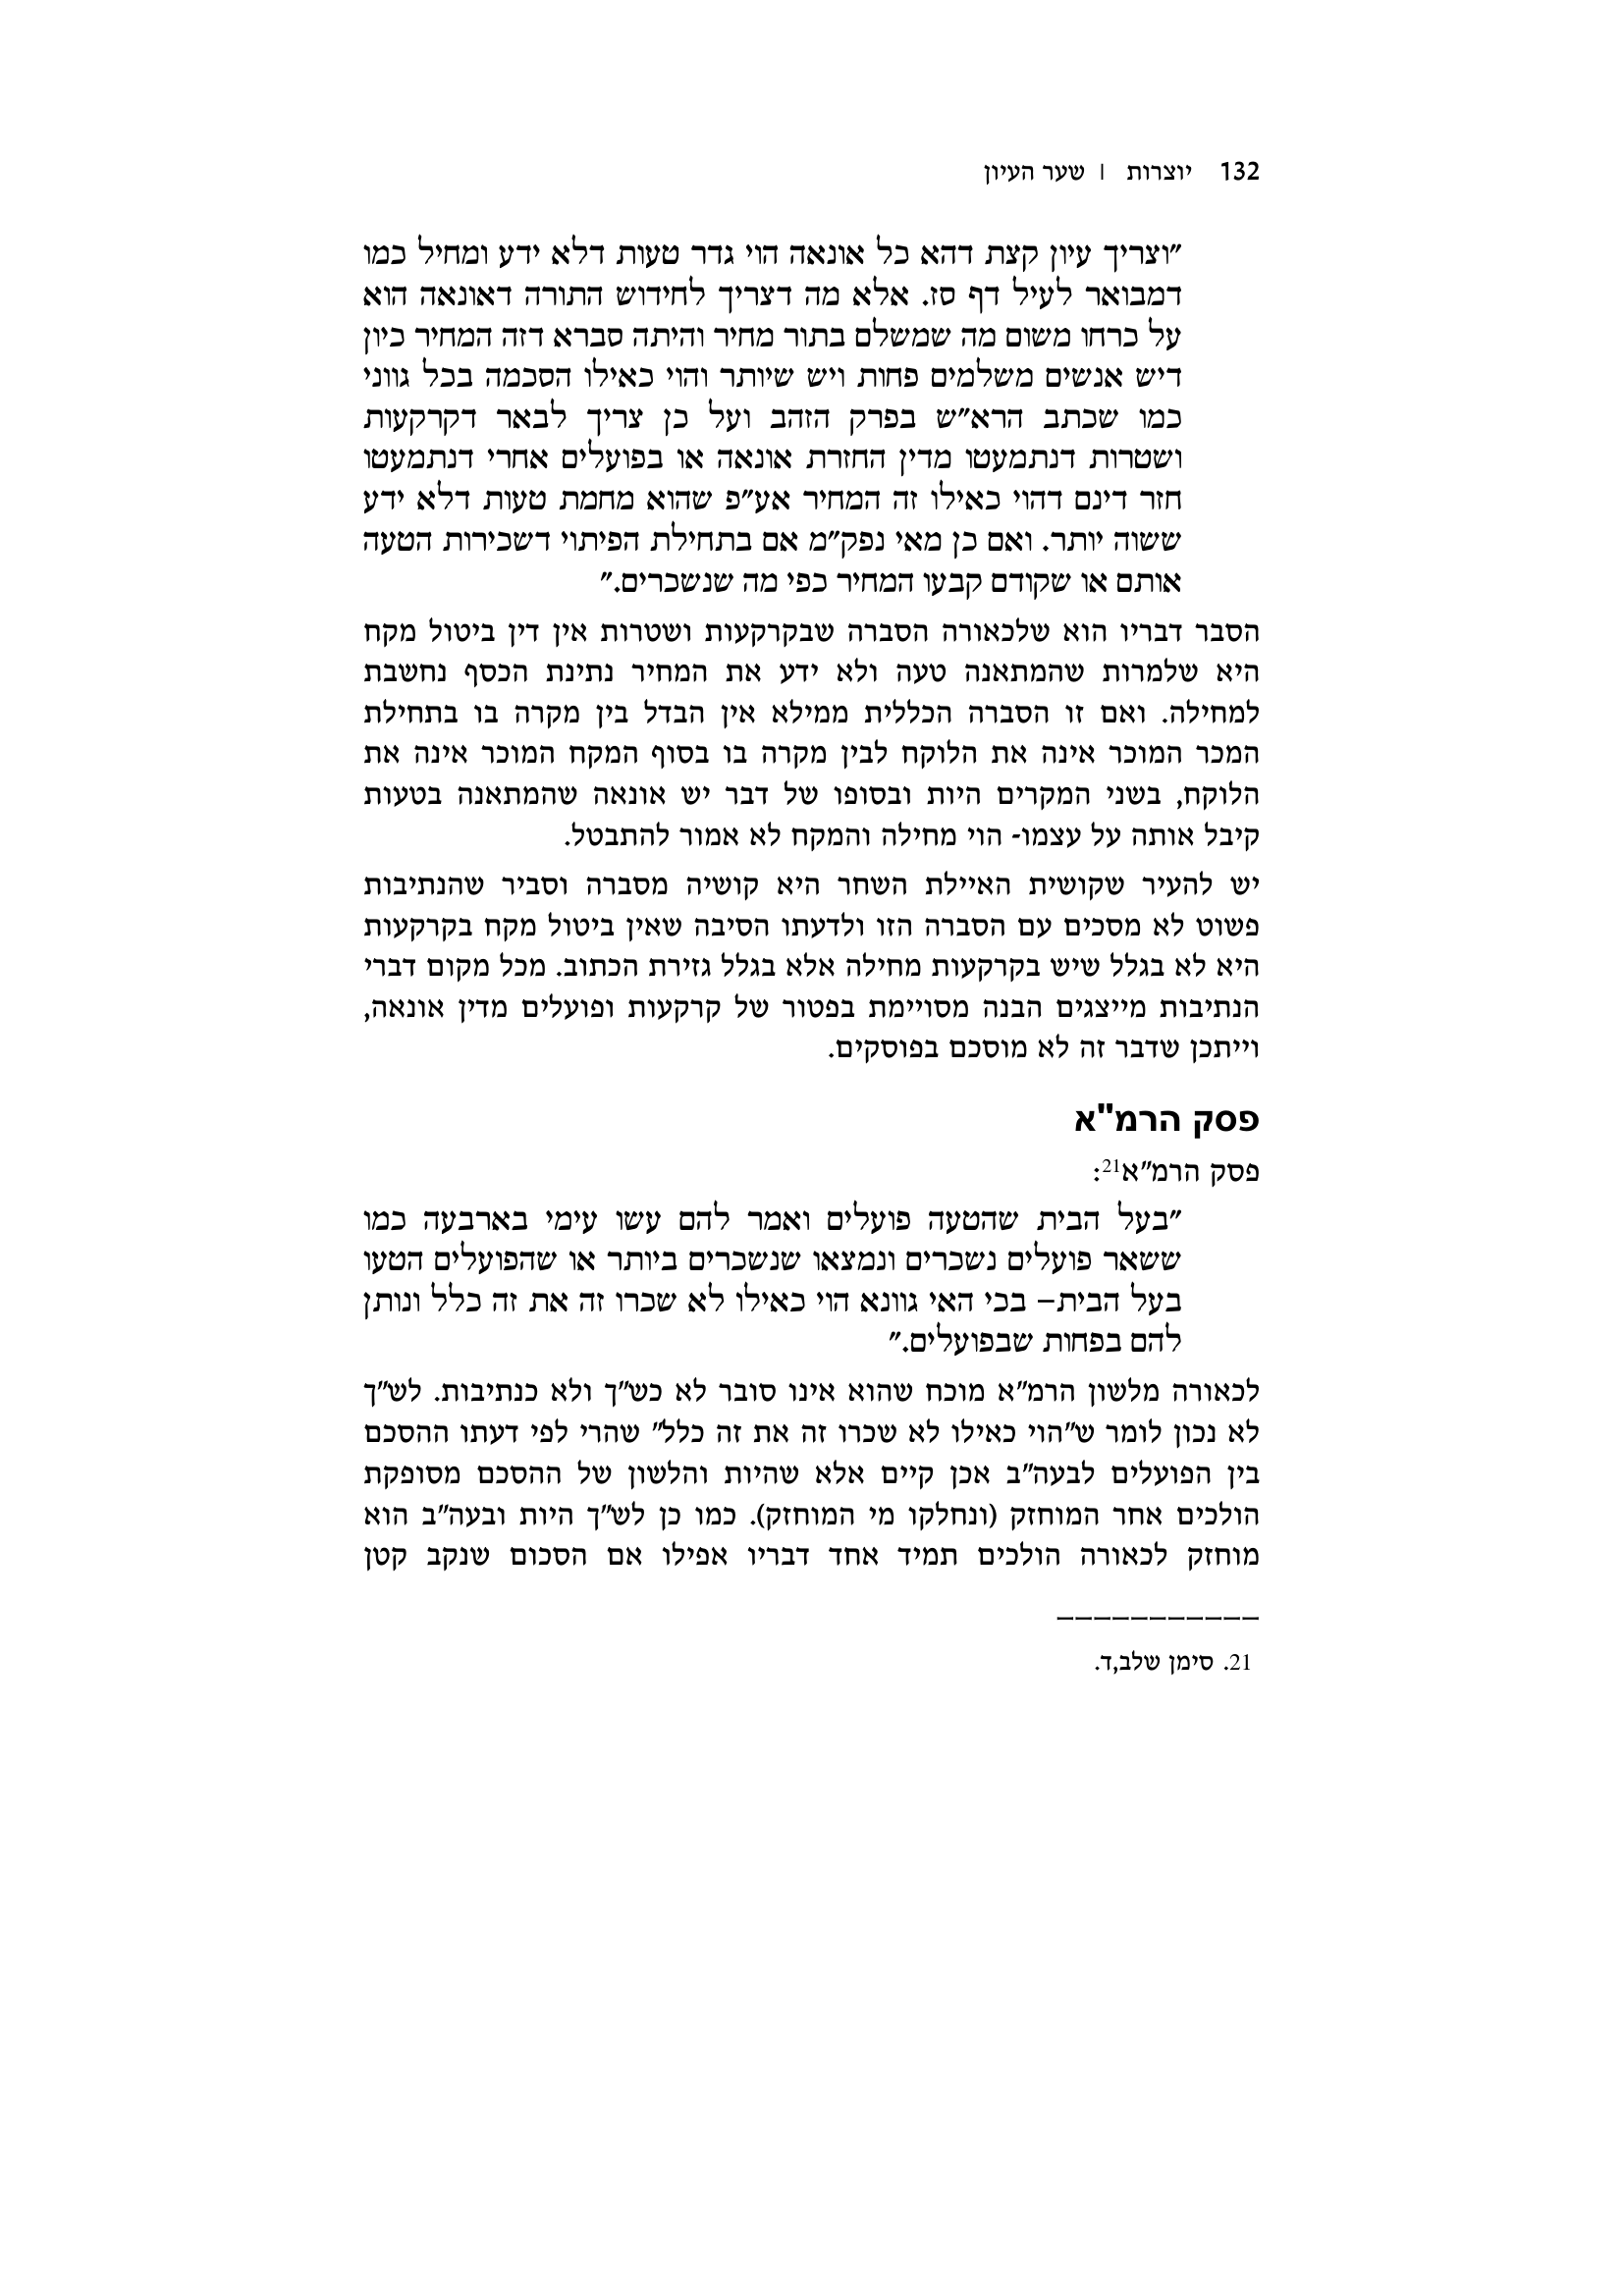 132 יוצרות | שער העיון
״וצריך עיון קצת דהא כל אונאה הוי גדר טעות דלא ידע ומחיל כמו
דמבואר לעיל דף סז. אלא מה דצריך לחידוש התורה דאונאה הוא
על כרחו משום מה שמשלם בתור מחיר והיתה סברא דזה המחיר כיון
דיש אנשים משלמים פחות ויש שיותר והוי כאילו הסכמה בכל גווני
כמו שכתב הרא״ש בפרק הזהב ועל כן צריך לבאר דקרקעות
ושטרות דנתמעטו מדין החזרת אונאה או בפועלים אחרי דנתמעטו
חזר דינם דהוי כאילו זה המחיר אע״פ שהוא מחמת טעות דלא ידע
ששוה יותר. ואם כן מאי נפק״מ אם בתחילת הפיתוי דשכירות הטעה
אותם או שקודם קבעו המחיר כפי מה שנשכרים.״
הסבר דבריו הוא שלכאורה הסברה שבקרקעות ושטרות אין דין ביטול מקח
היא שלמרות שהמתאנה טעה ולא ידע את המחיר נתינת הכסף נחשבת
למחילה. ואם זו הסברה הכללית ממילא אין הבדל בין מקרה בו בתחילת
המכר המוכר אינה את הלוקח לבין מקרה בו בסוף המקח המוכר אינה את
הלוקח, בשני המקרים היות ובסופו של דבר יש אונאה שהמתאנה בטעות
קיבל אותה על עצמו- הוי מחילה והמקח לא אמור להתבטל.
יש להעיר שקושית האיילת השחר היא קושיה מסברה וסביר שהנתיבות
פשוט לא מסכים עם הסברה הזו ולדעתו הסיבה שאין ביטול מקח בקרקעות
היא לא בגלל שיש בקרקעות מחילה אלא בגלל גזירת הכתוב. מכל מקום דברי
הנתיבות מייצגים הבנה מסויימת בפטור של קרקעות ופועלים מדין אונאה,
וייתכן שדבר זה לא מוסכם בפוסקים.
פסק הרמ"א
פסק הרמ״א21:
״בעל הבית שהטעה פועלים ואמר להם עשו עימי בארבעה כמו
ששאר פועלים נשכרים ונמצאו שנשכרים ביותר או שהפועלים הטעו
בעל הבית– בכי האי גוונא הוי כאילו לא שכרו זה את זה כלל ונותן
להם בפחות שבפועלים.״
לכאורה מלשון הרמ״א מוכח שהוא אינו סובר לא כש״ך ולא כנתיבות. לש״ך
לא נכון לומר ש״הוי כאילו לא שכרו זה את זה כלל״ שהרי לפי דעתו ההסכם
בין הפועלים לבעה״ב אכן קיים אלא שהיות והלשון של ההסכם מסופקת
הולכים אחר המוחזק (ונחלקו מי המוחזק). כמו כן לש״ך היות ובעה״ב הוא
מוחזק לכאורה הולכים תמיד אחד דבריו אפילו אם הסכום שנקב קטן
21. סימן שלב,ד.